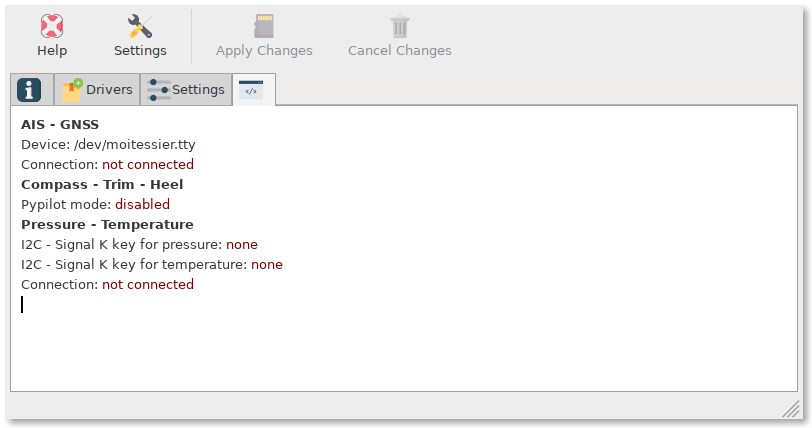 Help
Settings
Apply Changes
Cancel Changes
Drivers
Settings
AIS - GNSS
Device: /dev/moitessier.tty
Connection: not connected
Compass - Trim - Heel
Pypilot mode: disabled
Pressure - Temperature
I2C - Signal K key for pressure: none
I2C - Signal K key for temperature: none
Connection: not connected